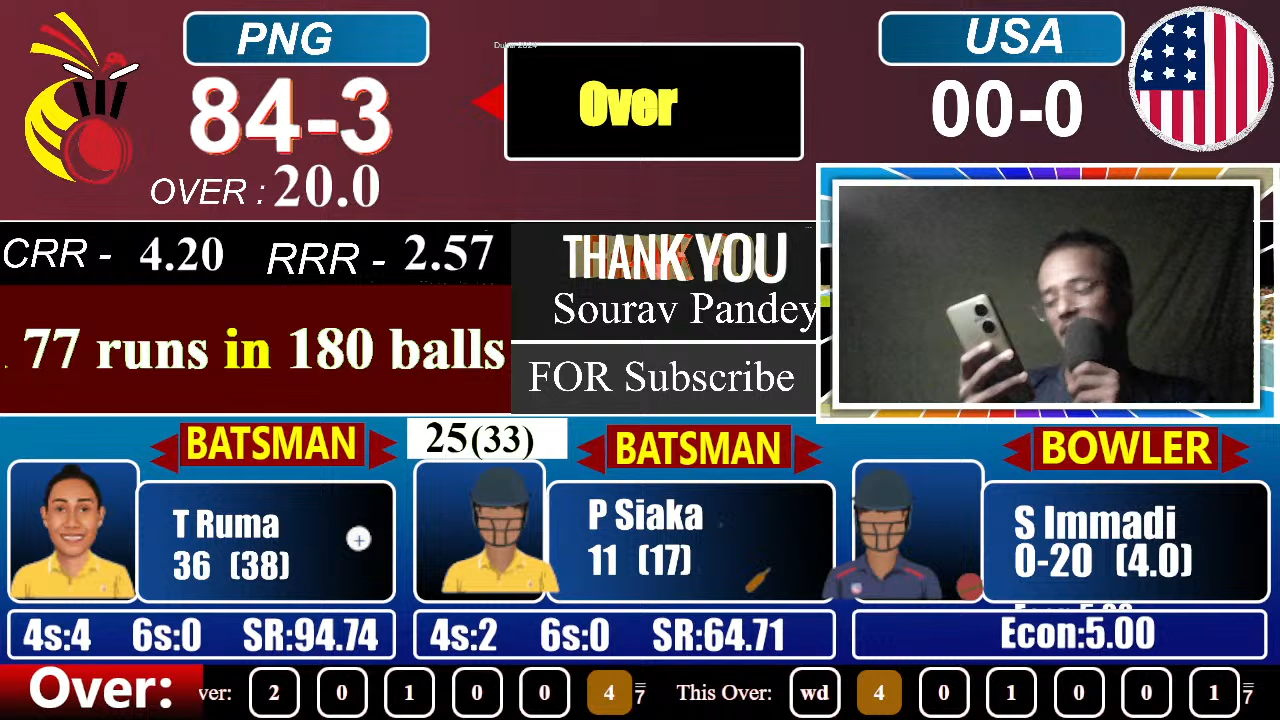 PNG
84-3
OVER : 20.0
Dubai 2024
Over
USA
00-0
CRR - 4.20 RRR - 2.57
77 runs in 180 balls
THANK YOU
Sourav Pandey
FOR Subscribe
BATSMAN
25(33)
BATSMAN
BOWLER
T Ruma
36 (38)
P Siaka
11 (17)
S Immadi
0-20 (4.0)
4s:4 6s:0 SR:94.74
4s:2 6s:0 SR:64.71
Econ:5.00
Over:
ver: 2 0 1 0 0 4 =7 This Over: wd 4 0 1 0 0 1 =7